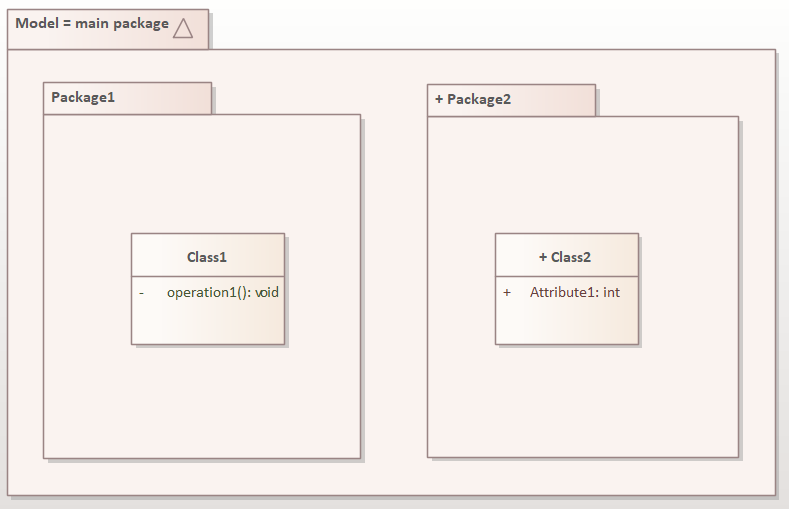 Model = main package
Package1
+ Package2
Class1
- operation1(): void
+ Class2
+ Attribute1: int